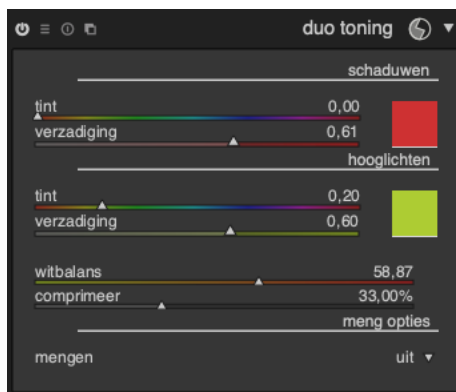 duo toning
schaduwen
tint 0,00
verzadiging 0,61
hooglichten
tint 0,20
verzadiging 0,60
witbalans 58,87
comprimeer 33,00%
meng opties
mengen uit